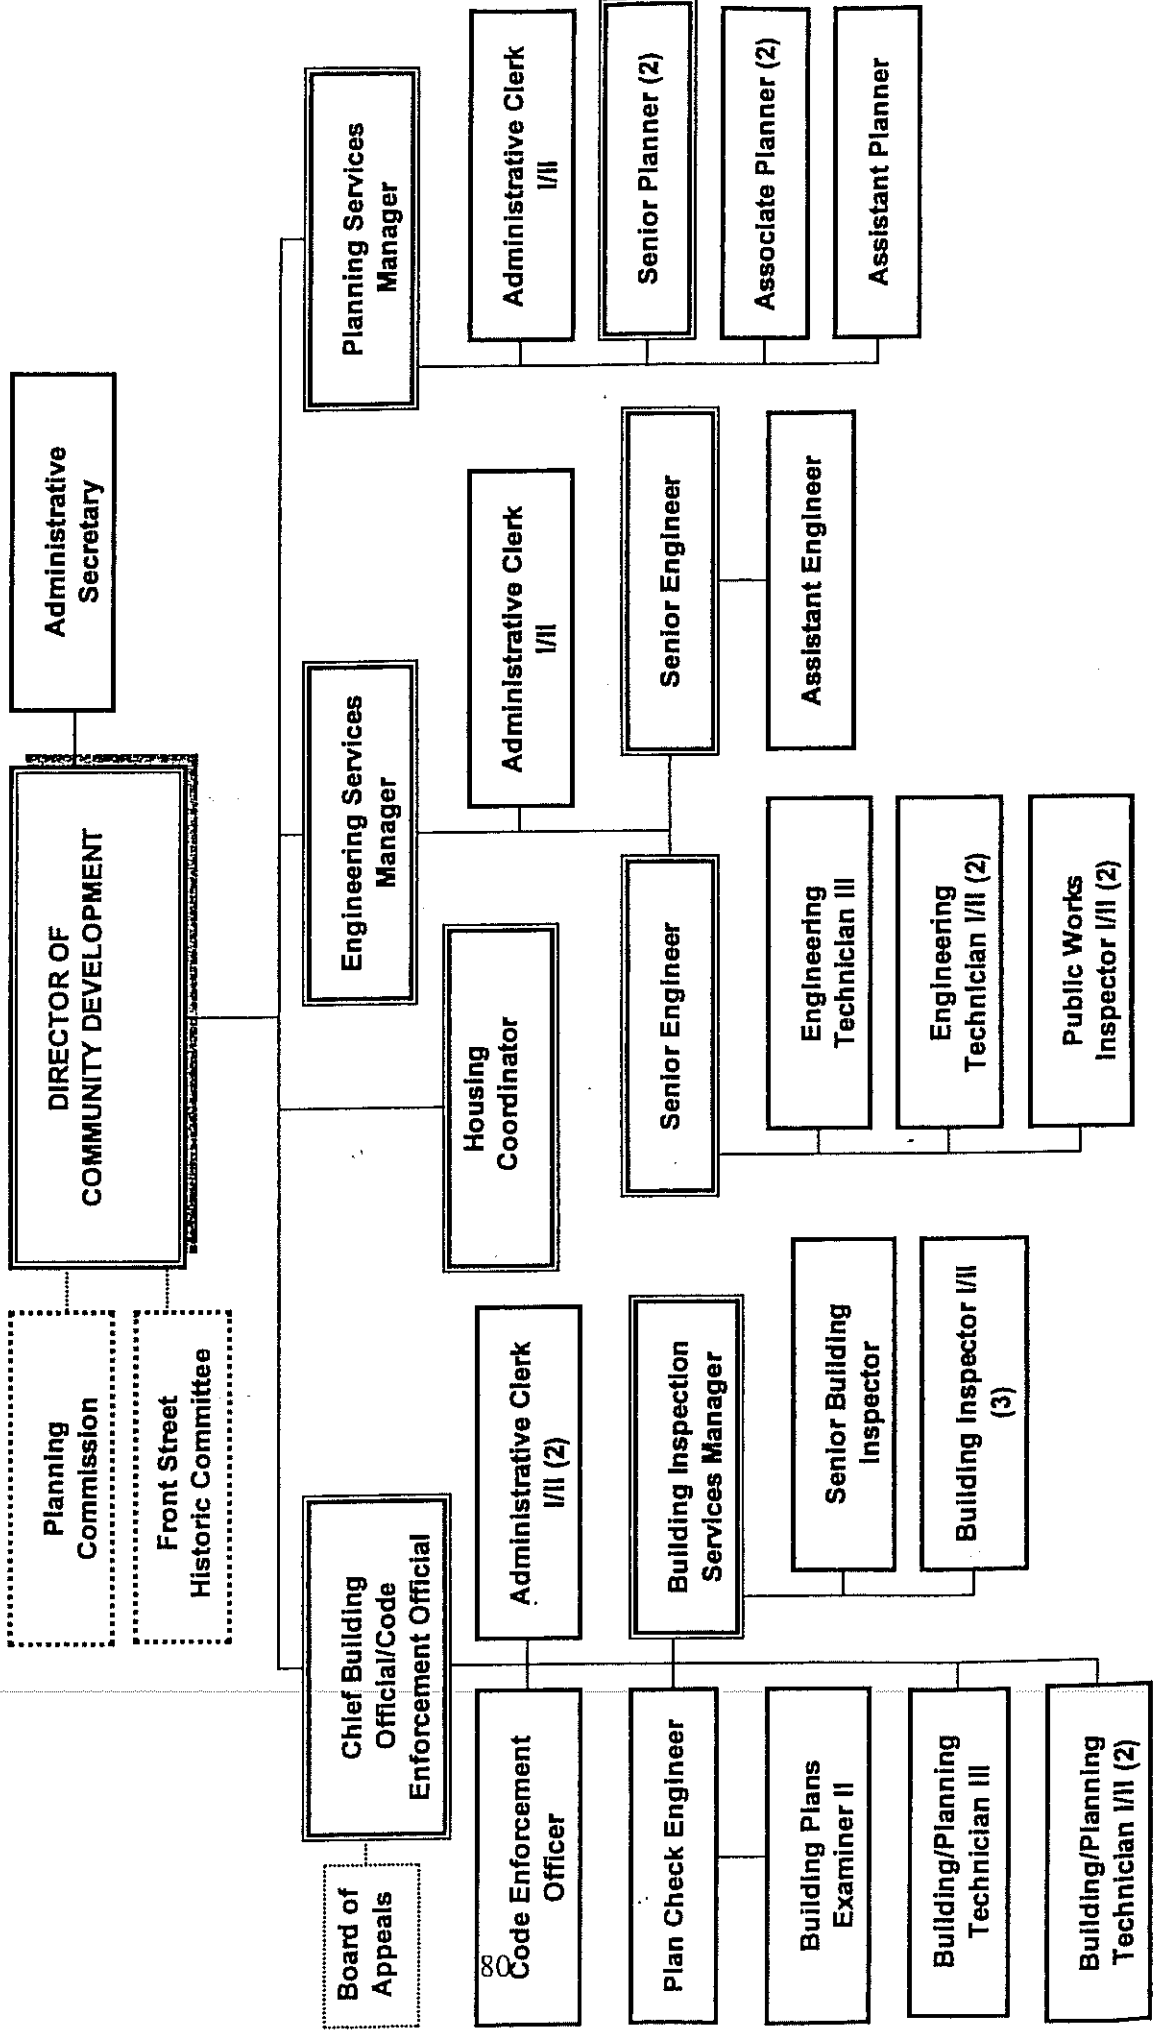 DIRECTOR OF
COMMUNITY DEVELOPMENT
Administrative
Secretary
Planning
Commission
Front Street
Historic Committee
Chief Building
Official/Code
Enforcement Official
Board of
Appeals
Housing
Coordinator
Engineering Services
Manager
Planning Services
Manager
Code Enforcement
Officer
Administrative Clerk
I/II (2)
Plan Check Engineer
Building Inspection
Services Manager
Building Plans
Examiner II
Senior Building
Inspector
Building/Planning
Technician III
Building Inspector I/II
(3)
Building/Planning
Technician I/II (2)
Administrative Clerk
I/II
Senior Engineer
Senior Engineer
Engineering
Technician III
Engineering
Technician I/II (2)
Public Works
Inspector I/II (2)
Assistant Engineer
Administrative Clerk
I/II
Senior Planner (2)
Associate Planner (2)
Assistant Planner
80